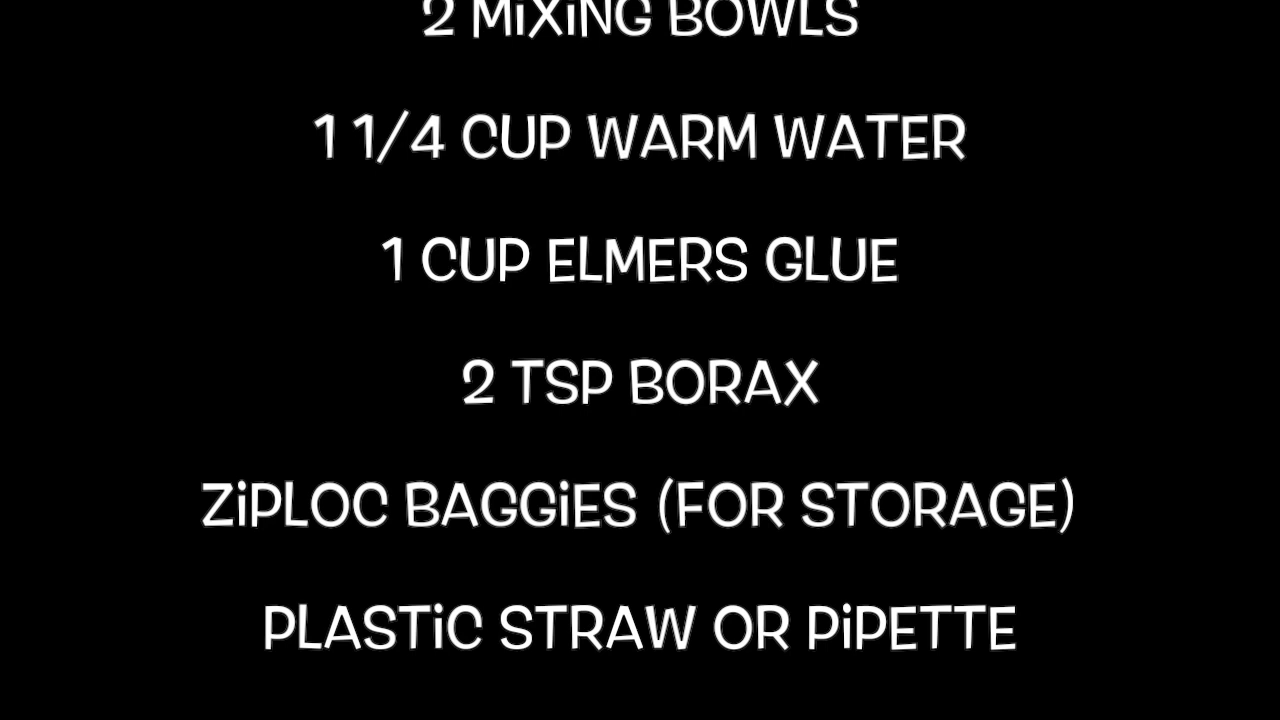 2 MiXiNG BOWLS
1 1/4 CUP WARM WATER
1 CUP ELMERS GLUE
2 TSP BORAX
ZiPLOC BAGGiES (FOR STORAGE)
PLASTiC STRAW OR PiPETTE